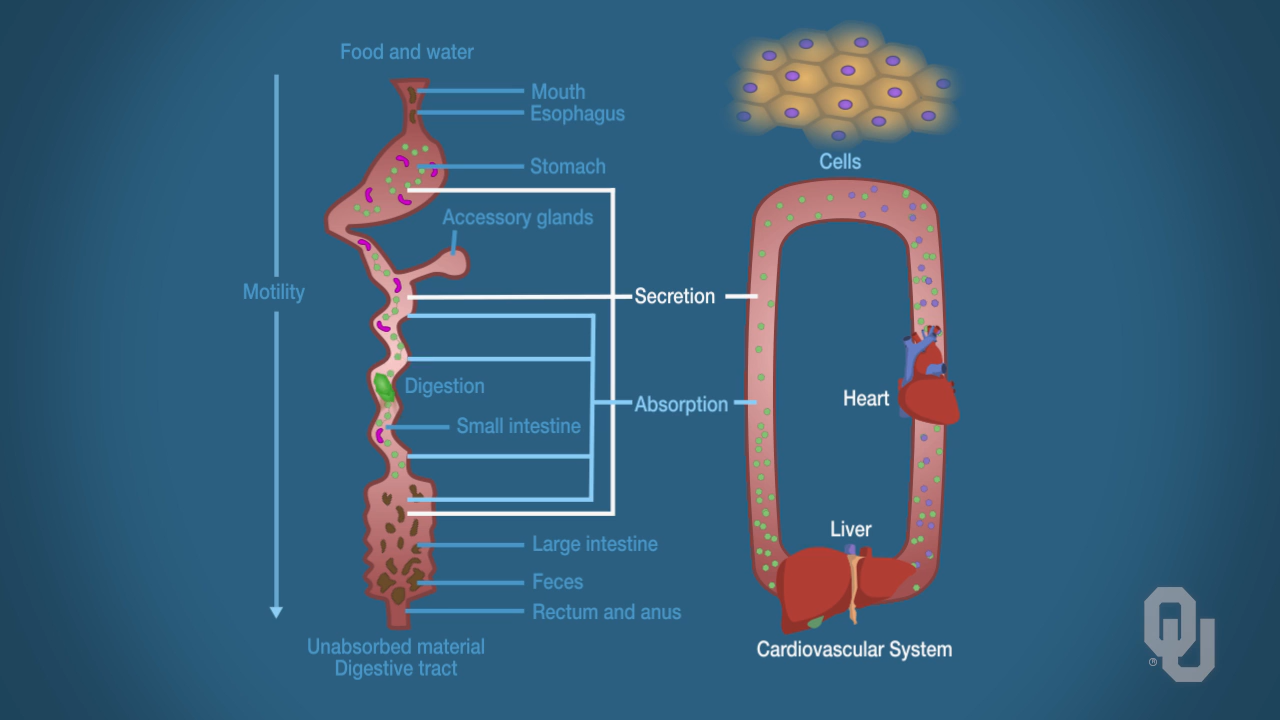 Food and water
Mouth
Esophagus
Stomach
Accessory glands
Motility
Secretion
Digestion
Absorption
Small intestine
Large intestine
Feces
Rectum and anus
Unabsorbed material
Digestive tract
Cells
Heart
Liver
Cardiovascular System
OU
®